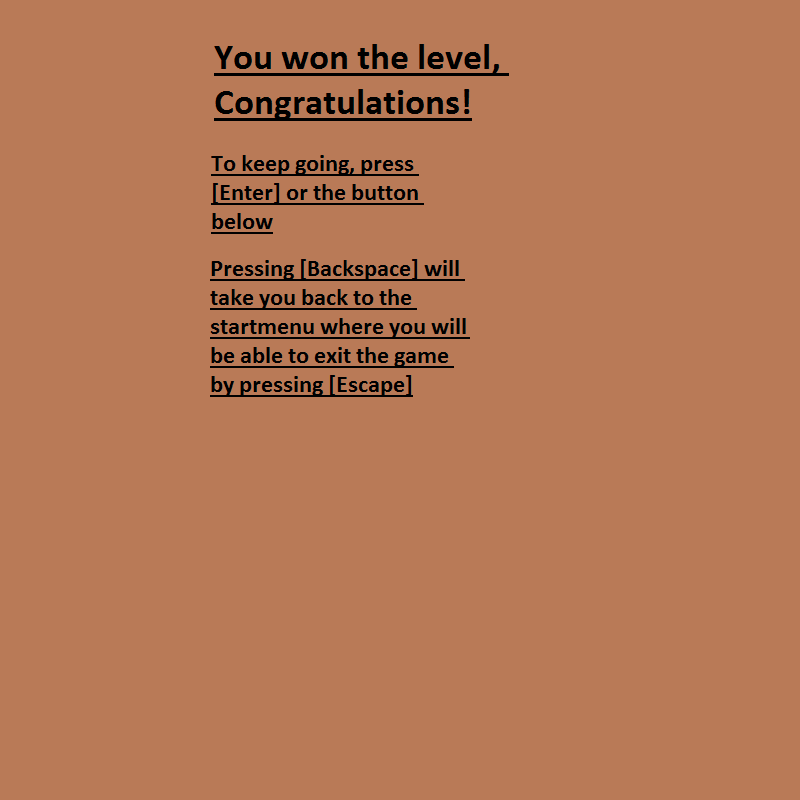 You won the level,
Congratulations!
To keep going, press
[Enter] or the button
below
Pressing [Backspace] will
take you back to the
startmenu where you will
be able to exit the game
by pressing [Escape]